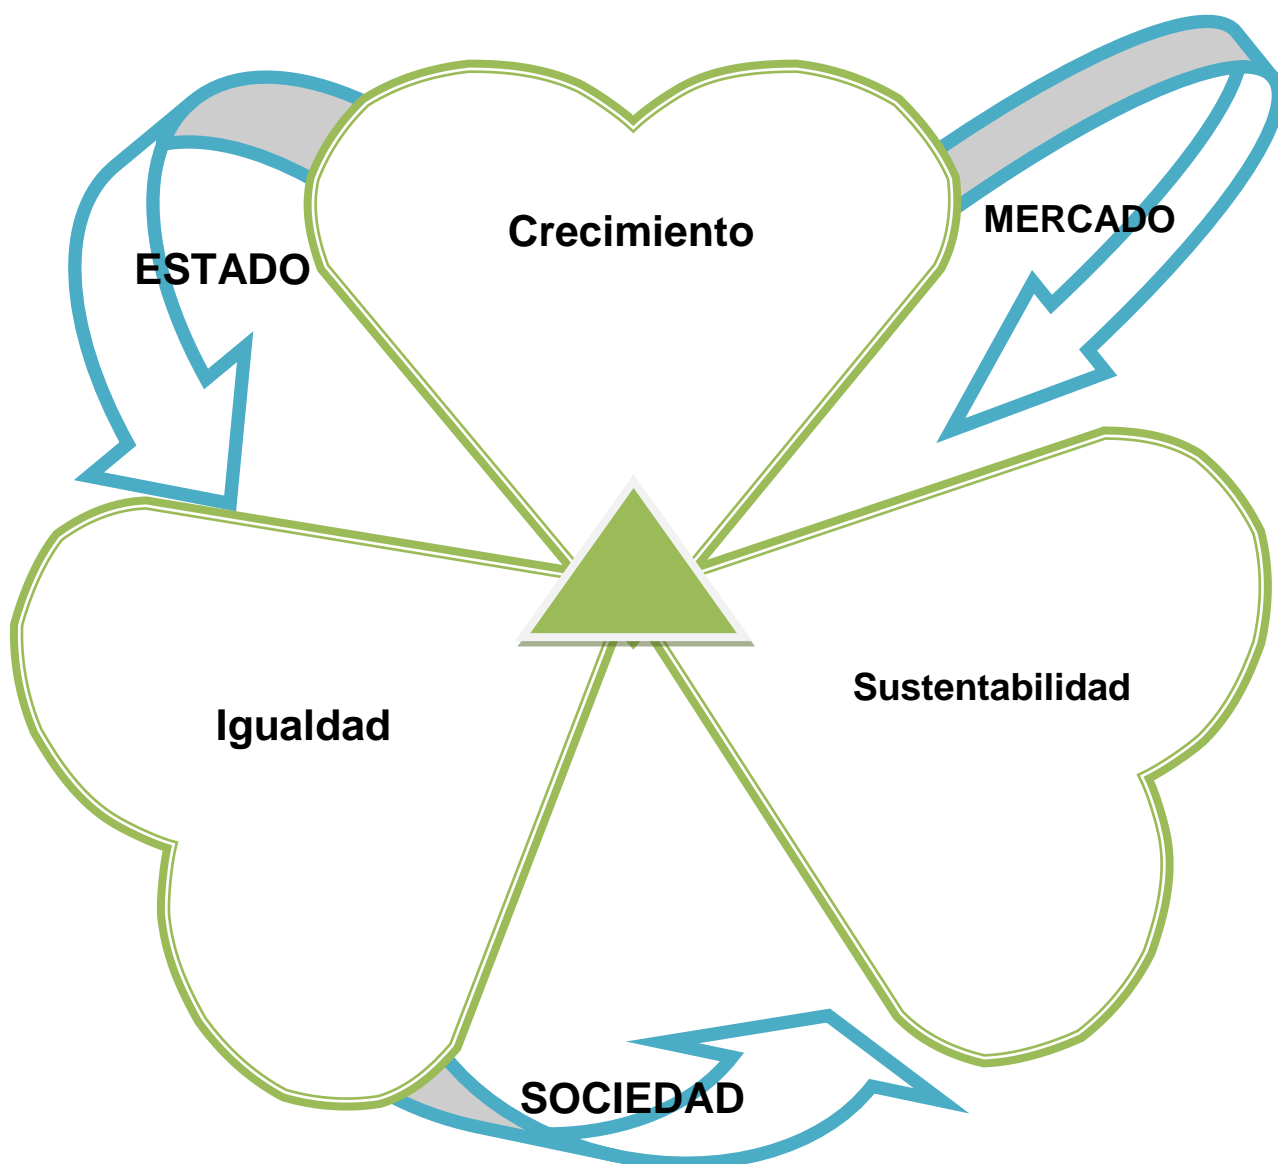 Crecimiento
MERCADO
ESTADO
Sustentabilidad
Igualdad
SOCIEDAD